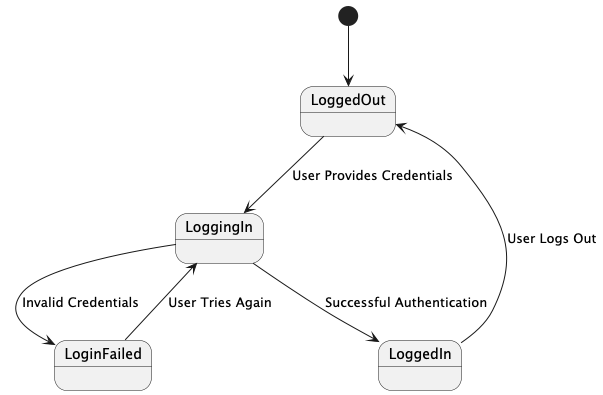 LoggedOut
User Provides Credentials
LoggingIn
User Logs Out
Invalid Credentials
User Tries Again
Successful Authentication
LoginFailed
LoggedIn